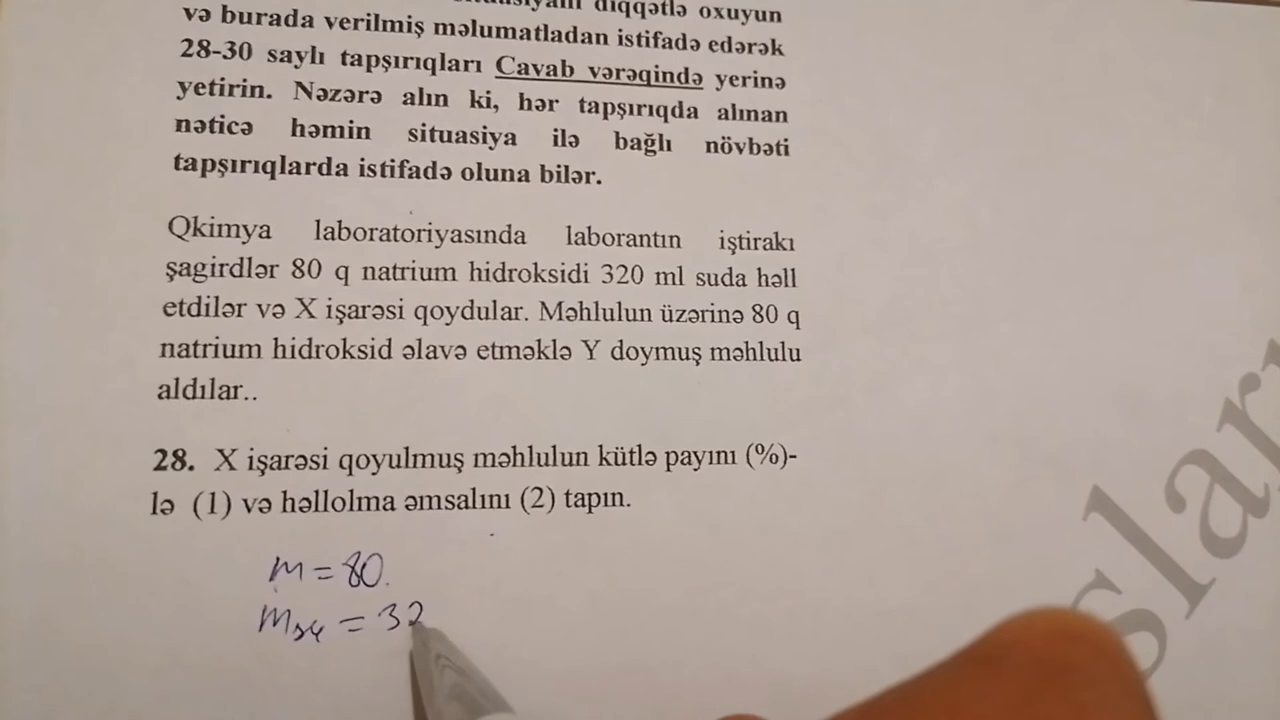 diqqətlə oxuyun
və burada verilmiş məlumatladan istifadə edərək
28-30 saylı tapşırıqları Cavab vərəqində yerinə
yetirin. Nəzərə alın ki, hər tapşırıqda alınan
nəticə həmin situasiya ilə bağlı növbəti
tapşırıqlarda istifadə oluna bilər.
Qkimya laboratoriyasında laborantın iştirakı
şagirdlər 80 q natrium hidroksidi 320 ml suda həll
etdilər və X işarəsi qoydular. Məhlulun üzərinə 80 q
natrium hidroksid əlavə etməklə Y doymuş məhlulu
aldılar..
28. X işarəsi qoyulmuş məhlulun kütlə payını (%)-
lə (1) və həllolma əmsalını (2) tapın.
m = 80.
= 32